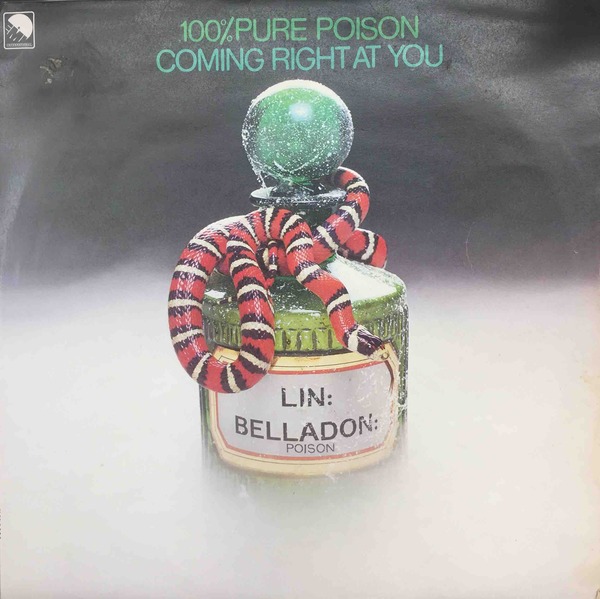 100% PURE POISON
COMING RIGHT AT YOU
LIN:
BELLADON:
POISON